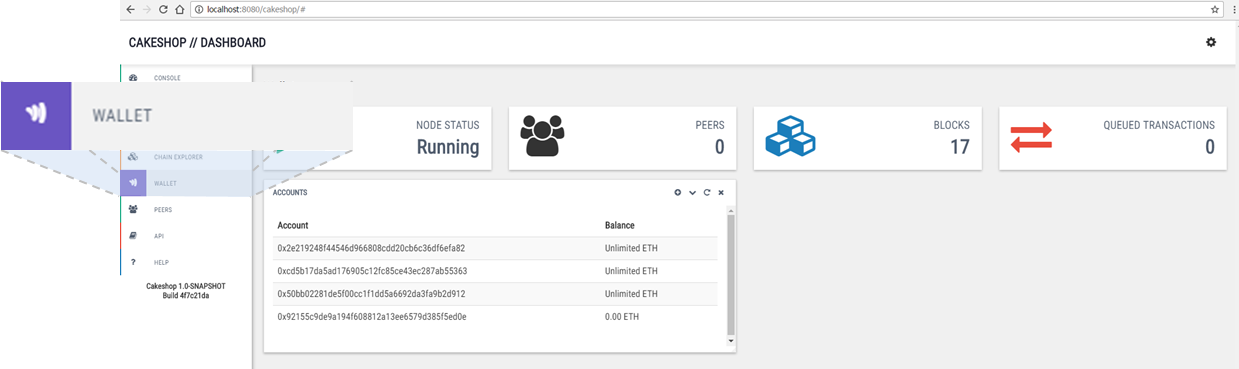 localhost:8080/cakeshop/#
CAKESHOP // DASHBOARD
CONSOLE
WALLET
CHAIN EXPLORER
WALLET
PEERS
API
HELP
Cakeshop 1.0-SNAPSHOT
Build 4f7c21da
NODE STATUS
Running
PEERS
0
BLOCKS
17
QUEUED TRANSACTIONS
0
ACCOUNTS
Account Balance
0x2e219248f44546d966808cdd20cb6c36df6efa82 Unlimited ETH
0xcd5b17da5ad176905c12fc85ce43ec287ab55363 Unlimited ETH
0x50bb02281de5f00cc1f1dd5a6692da3fa9b2d912 Unlimited ETH
0x92155c9de9a194f608812a13ee6579d385f5ed0e 0.00 ETH